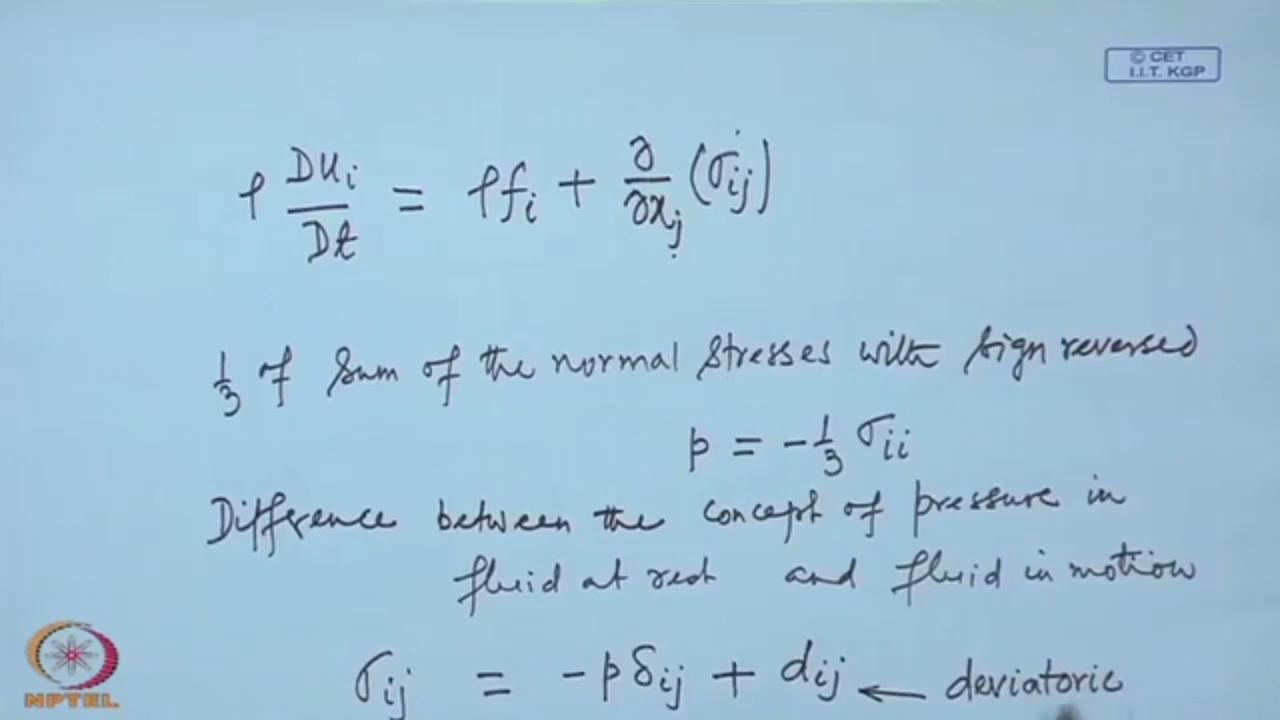 © CET
I.I.T. KGP
ρ Du_i/Dt = ρf_i + ∂/∂x_j (σ_ij)
1/3 of Sum of the normal stresses with sign reversed
p = -1/3 σ_ii
Difference between the concept of pressure in
fluid at rest and fluid in motion
σ_ij = -pδ_ij + d_ij ← deviatoric
NPTEL